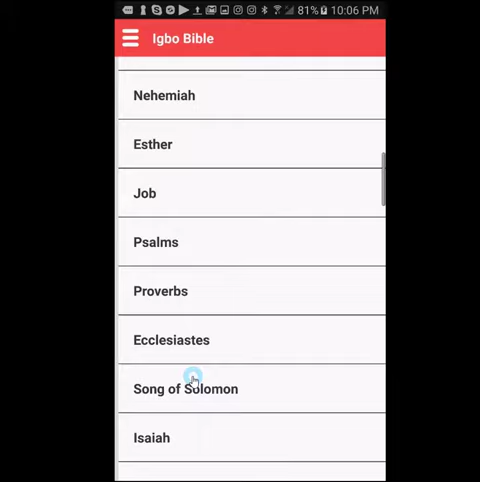 81% 10:06 PM
Igbo Bible
Nehemiah
Esther
Job
Psalms
Proverbs
Ecclesiastes
Song of Solomon
Isaiah